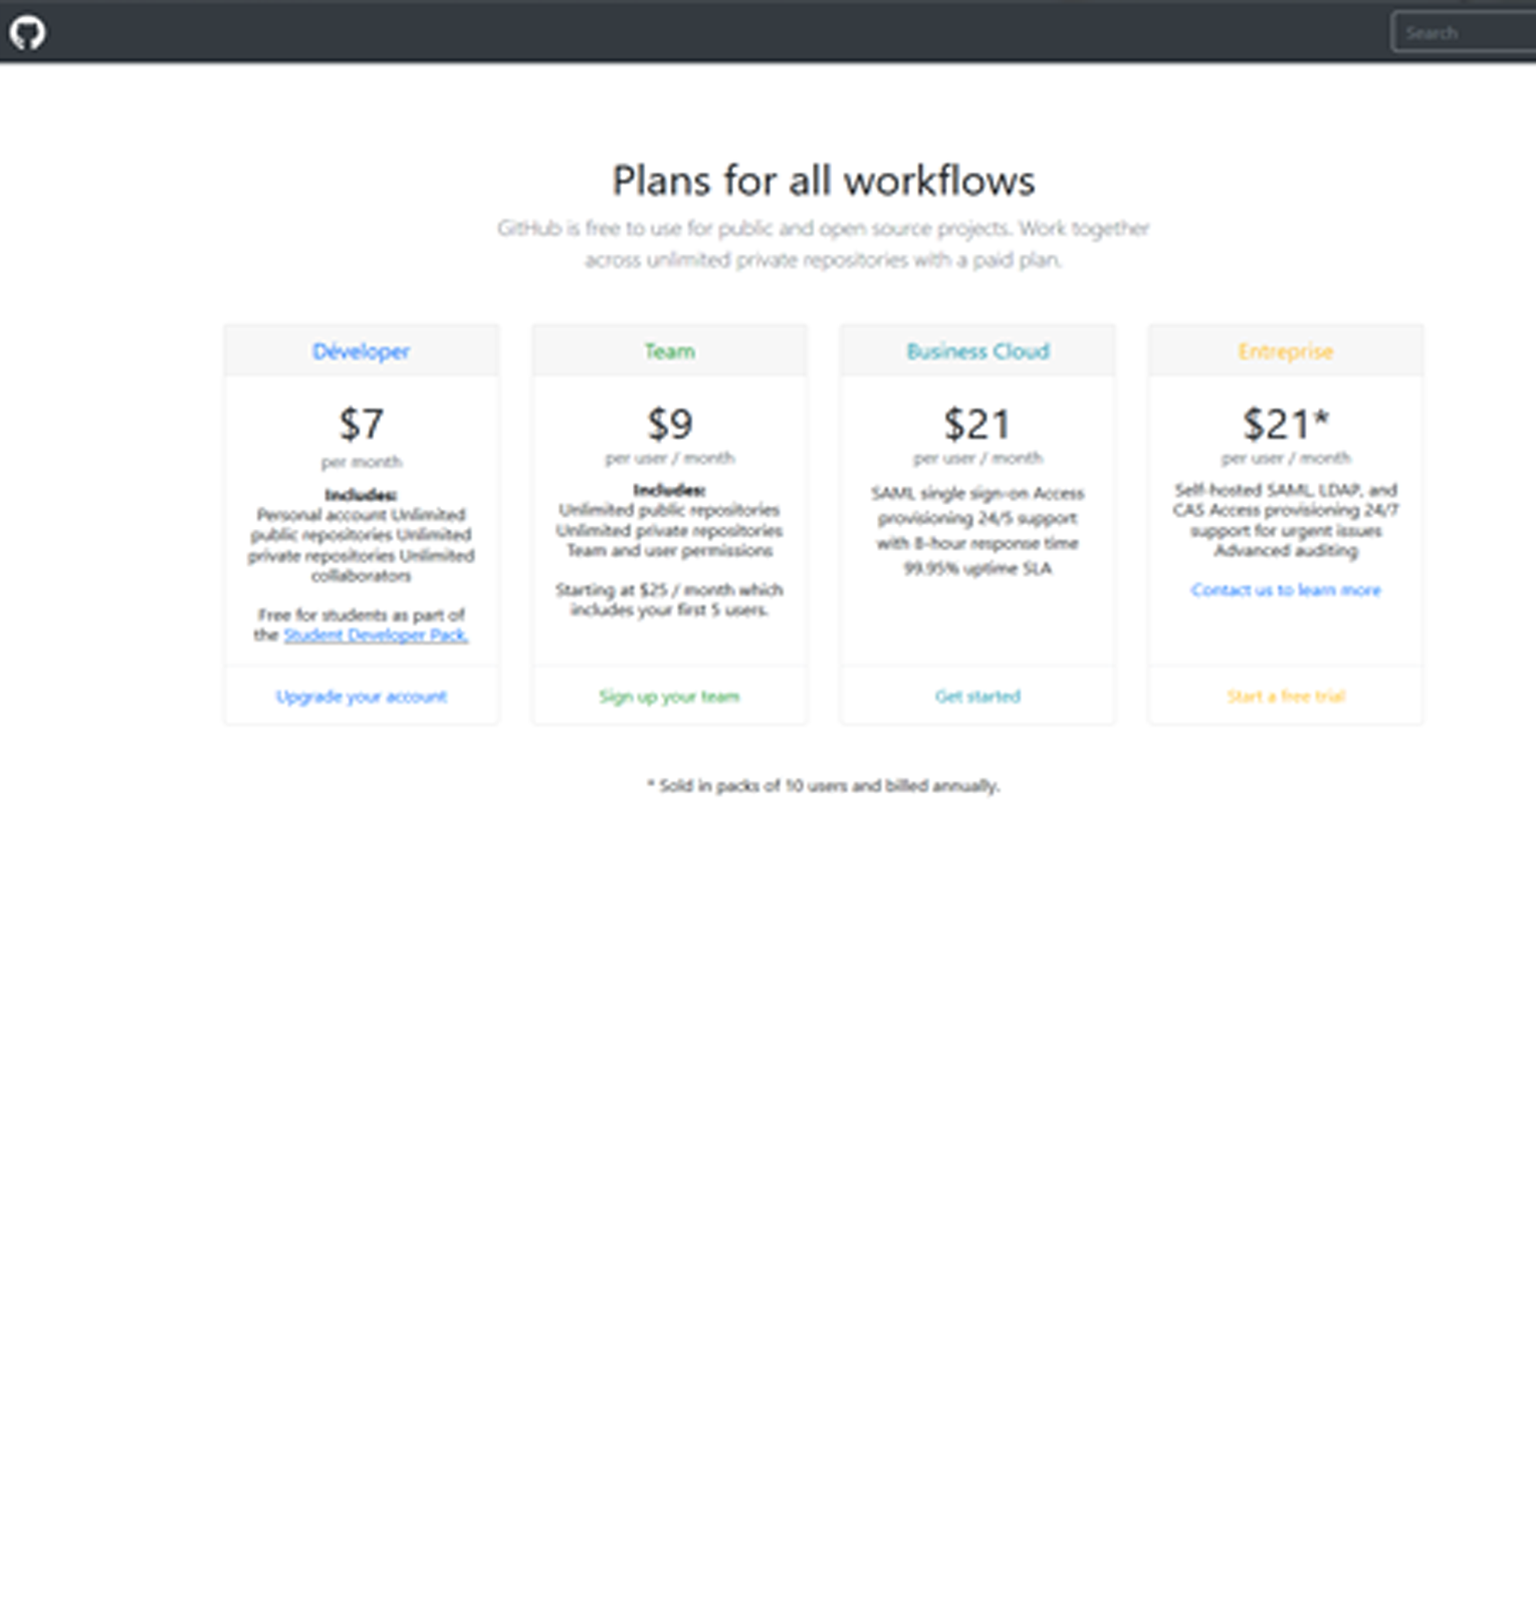 Search
Plans for all workflows
GitHub is free to use for public and open source projects. Work together
across unlimited private repositories with a paid plan.
Déveloper
$7
per month
Includes:
Personal account Unlimited
public repositories Unlimited
private repositories Unlimited
collaborators
Free for students as part of
the Student Developer Pack.
Upgrade your account
Team
$9
per user / month
Includes:
Unlimited public repositories
Unlimited private repositories
Team and user permissions
Starting at $25 / month which
includes your first 5 users.
Sign up your team
Business Cloud
$21
per user / month
SAML single sign-on Access
provisioning 24/5 support
with 8-hour response time
99.95% uptime SLA
Get started
Entreprise
$21*
per user / month
Self-hosted SAML, LDAP, and
CAS Access provisioning 24/7
support for urgent issues
Advanced auditing
Contact us to learn more
Start a free trial
* Sold in packs of 10 users and billed annually.